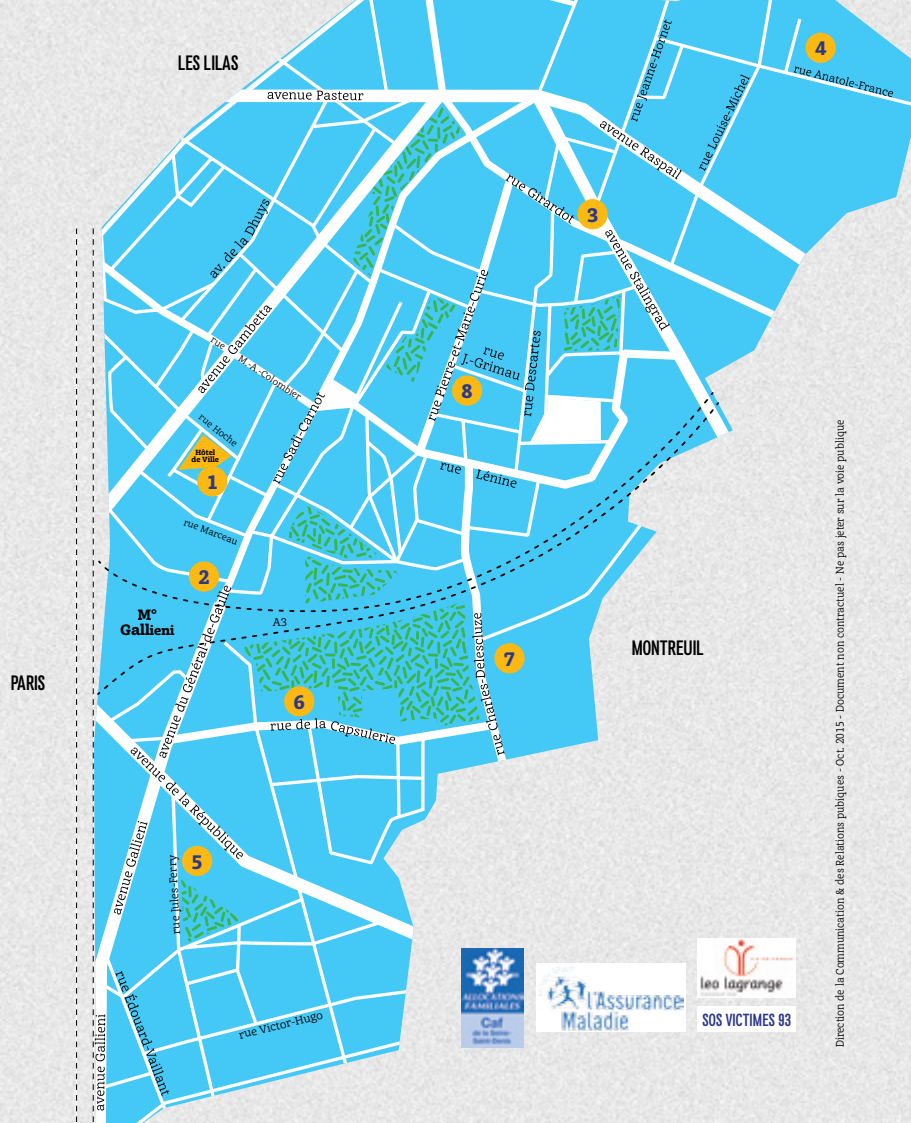 LES LILAS
4
rue Anatole-France
rue Jeanne-Hornet
avenue Pasteur
rue Louise-Michel
avenue Raspail
rue Girardot
3
av. de la Dhuys
avenue Stalingrad
avenue Gambetta
rue M.-A.-Colombier
rue Pierre-et-Marie-Curie
rue
J.-Grimau
rue Descartes
8
rue Sadi-Carnot
rue Hoche
Hôtel
de Ville
1
rue Lénine
rue Marceau
2
M°
Gallieni
A3
avenue du Général-de-Gaulle
rue Charles-Delescluze
7
MONTREUIL
PARIS
6
rue de la Capsulerie
avenue de la République
5
avenue Gallieni
rue Jules-Ferry
rue Édouard-Vaillant
rue Victor-Hugo
avenue Gallieni
ALLOCATIONS
FAMILIALES
Caf
de la Seine-
Saint-Denis
l'Assurance
Maladie
leo lagrange
SOS VICTIMES 93
Direction de la Communication & des Relations pubiques - Oct. 2015 - Document non contractuel - Ne pas jeter sur la voie publique